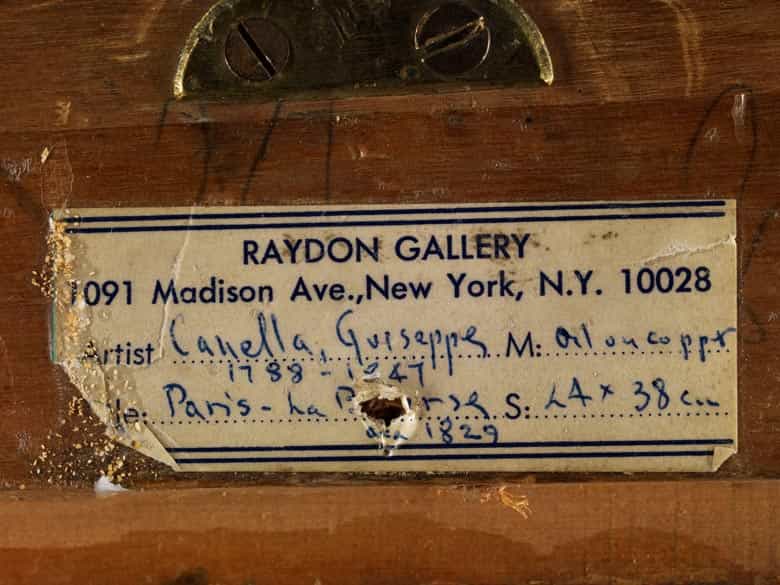 RAYDON GALLERY
1091 Madison Ave., New York, N.Y. 10028
Artist Canella, Guiseppe M: Oil on copper
1788 - 1847
Paris - La S: 24 x 38 cm
1829